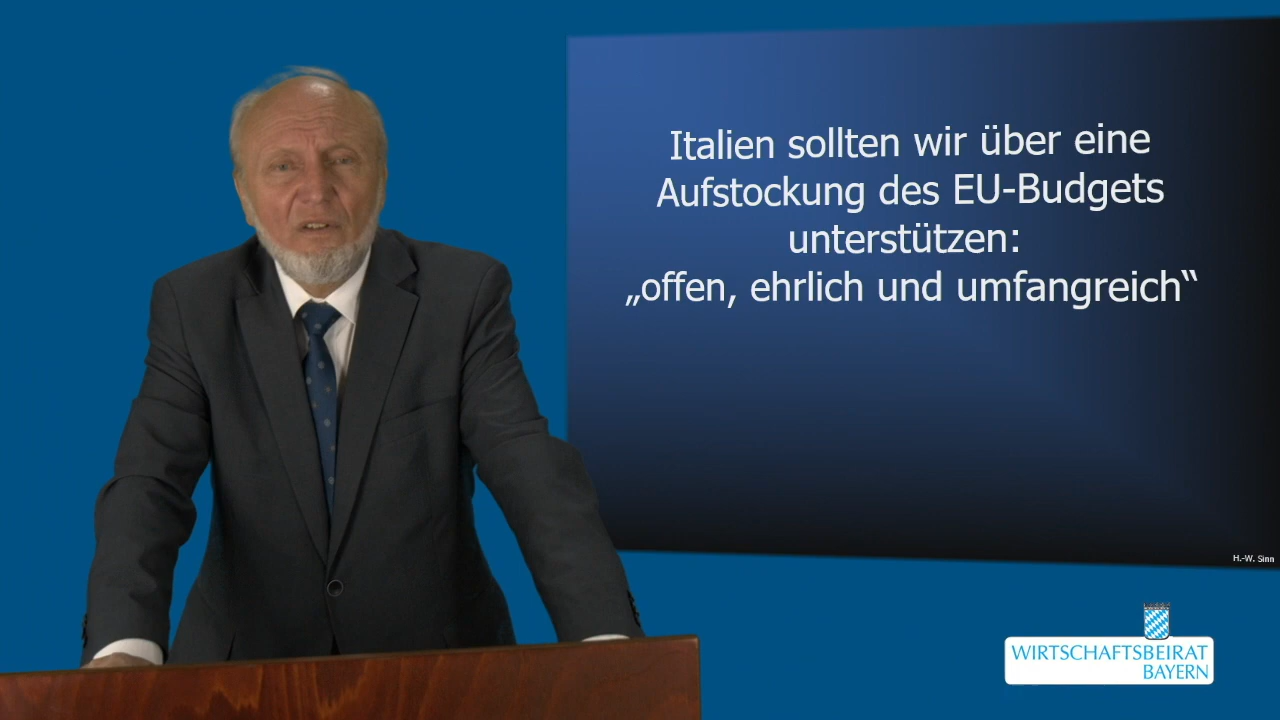 Italien sollten wir über eine
Aufstockung des EU-Budgets
unterstützen:
„offen, ehrlich und umfangreich“
H.-W. Sinn
WIRTSCHAFTSBEIRAT
BAYERN